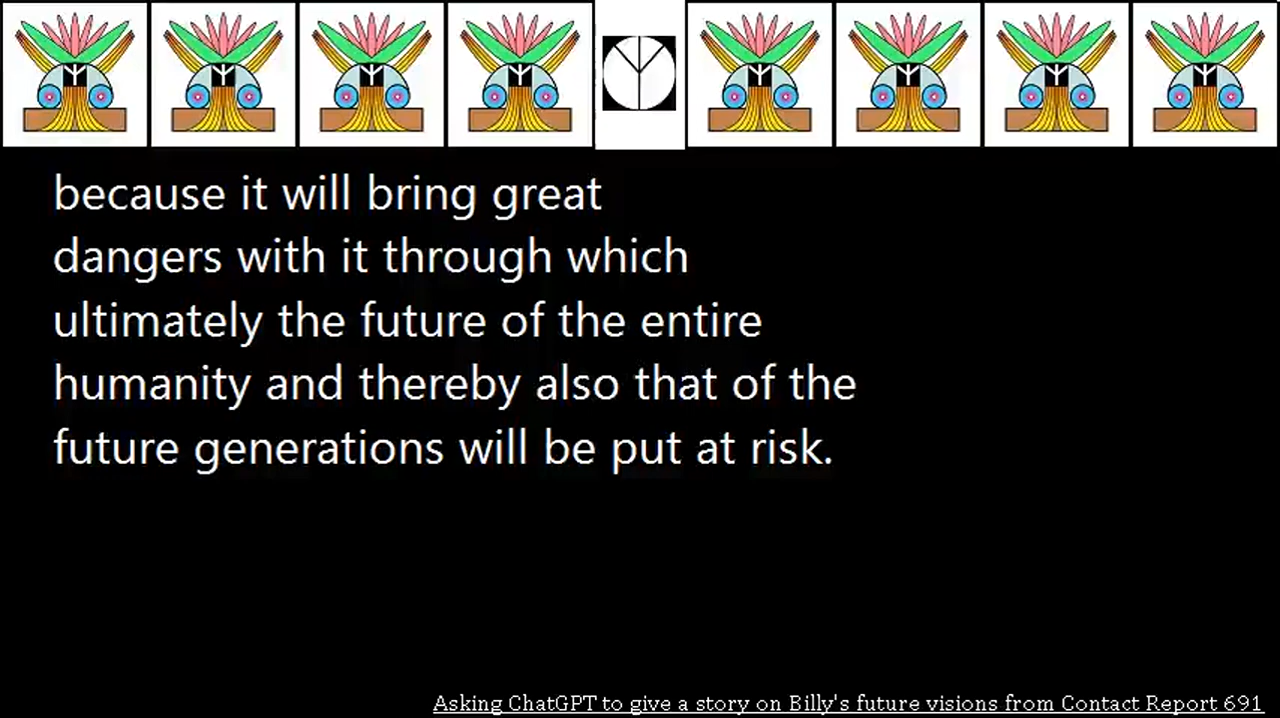 because it will bring great
dangers with it through which
ultimately the future of the entire
humanity and thereby also that of the
future generations will be put at risk.
Asking ChatGPT to give a story on Billy's future visions from Contact Report 691